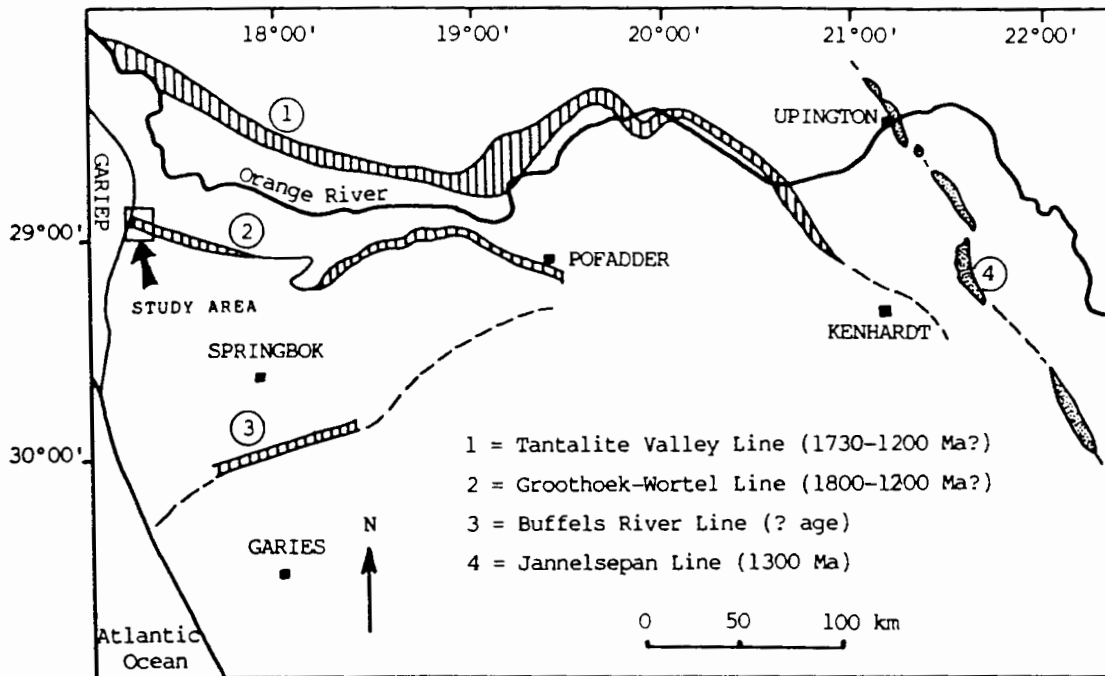 18°00' 19°00' 20°00' 21°00' 22°00'
1
UPINGTON
GARIEP
Orange River
2
29°00'
POFADDER
4
STUDY AREA
KENHARDT
SPRINGBOK
3
1 = Tantalite Valley Line (1730-1200 Ma?)
30°00'
2 = Groothoek-Wortel Line (1800-1200 Ma?)
N
3 = Buffels River Line (? age)
GARIES
4 = Jannelsepan Line (1300 Ma)
0 50 100 km
Atlantic
Ocean